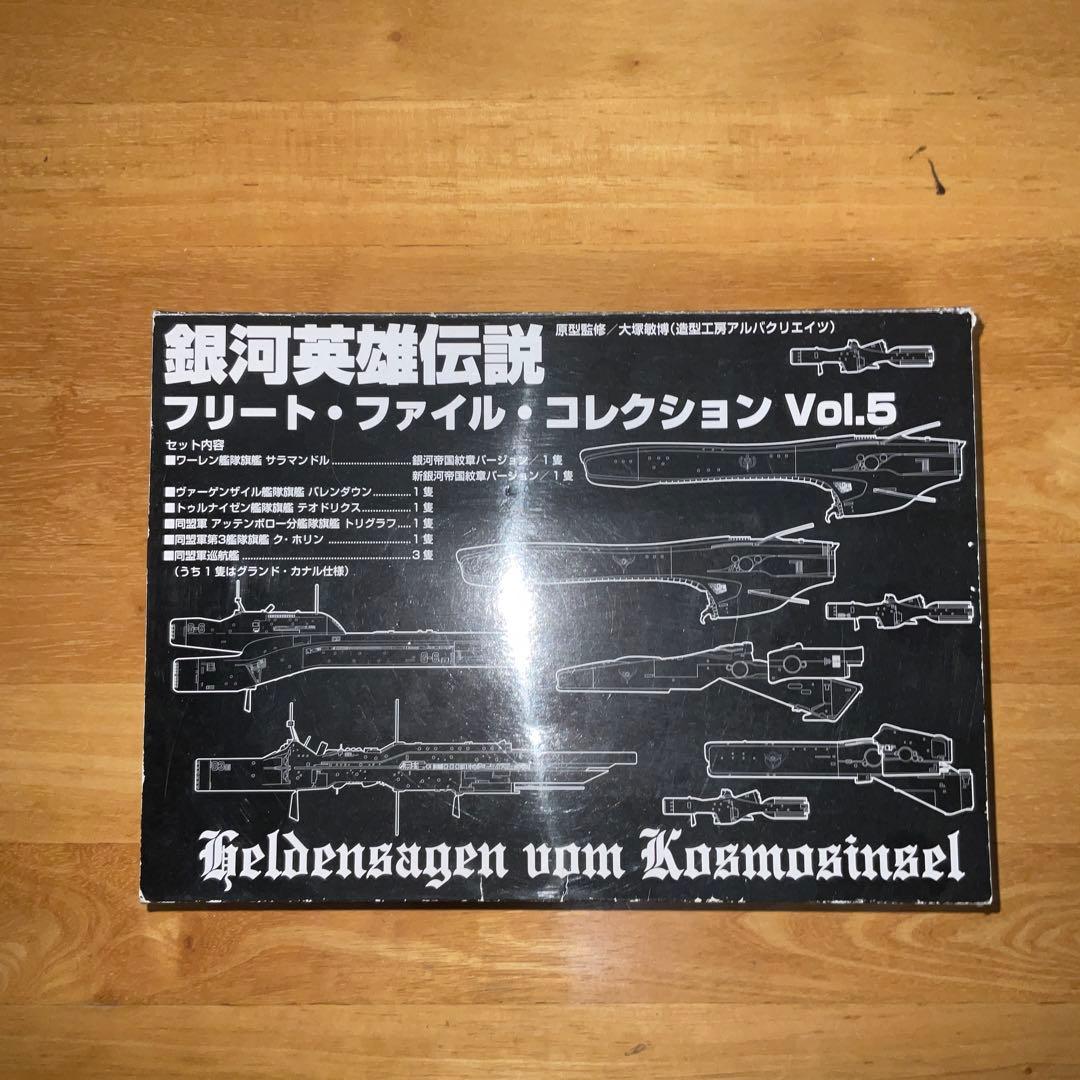 銀河英雄伝説
原型監修／大塚敏博(造型工房アルバクリエイツ)
フリート・ファイル・コレクション Vol.5
セット内容
■ワーレン艦隊旗艦 サラマンドル……………銀河帝国紋章バージョン／１隻
新銀河帝国紋章バージョン／１隻
■ヴァーゲンザイル艦隊旗艦 バレンダウン…………１隻
■トゥルナイゼン艦隊旗艦 テオドリクス……………１隻
■同盟軍 アッテンボロー分艦隊旗艦 トリグラフ……１隻
■同盟軍第3艦隊旗艦 ク・ホリン……………………１隻
■同盟軍巡航艦…………………………………………３隻
（うち１隻はグランド・カナル仕様）
Heldensagen vom Kosmosinsel